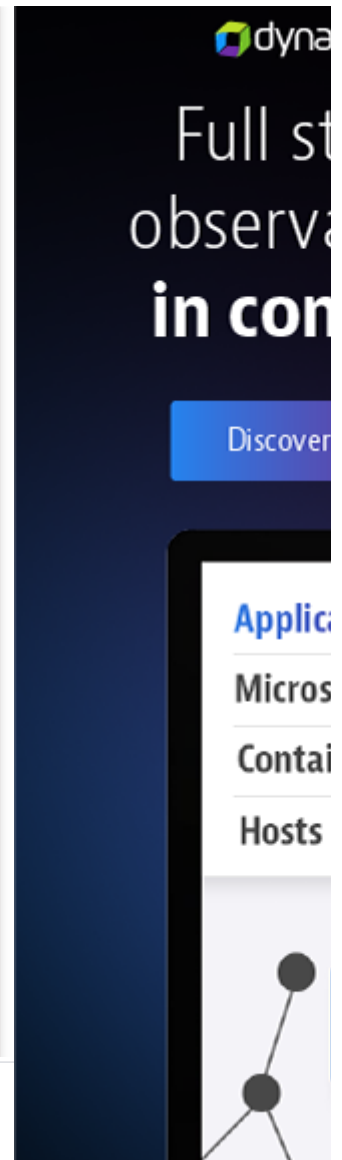 dyna
Full st
observa
in con
Discover
Applica
Micros
Contai
Hosts